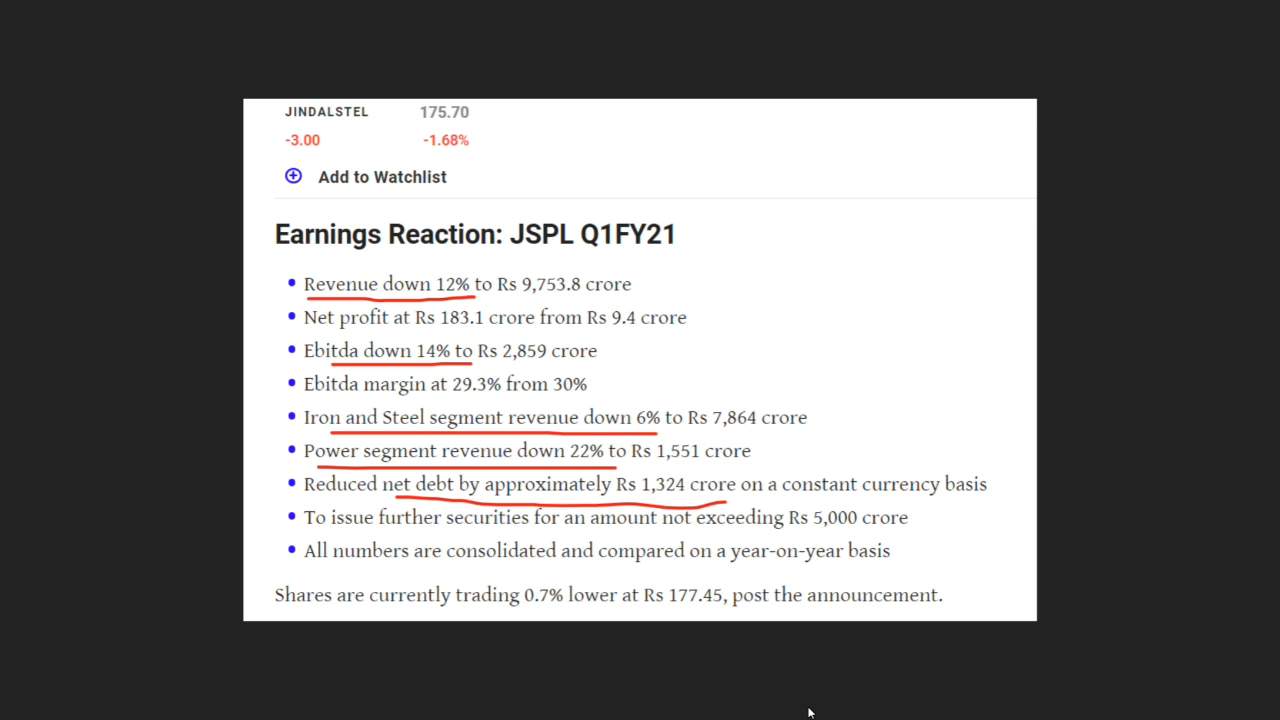 JINDALSTEL 175.70
-3.00 -1.68%
Add to Watchlist
Earnings Reaction: JSPL Q1FY21
• Revenue down 12% to Rs 9,753.8 crore
• Net profit at Rs 183.1 crore from Rs 9.4 crore
• Ebitda down 14% to Rs 2,859 crore
• Ebitda margin at 29.3% from 30%
• Iron and Steel segment revenue down 6% to Rs 7,864 crore
• Power segment revenue down 22% to Rs 1,551 crore
• Reduced net debt by approximately Rs 1,324 crore on a constant currency basis
• To issue further securities for an amount not exceeding Rs 5,000 crore
• All numbers are consolidated and compared on a year-on-year basis
Shares are currently trading 0.7% lower at Rs 177.45, post the announcement.